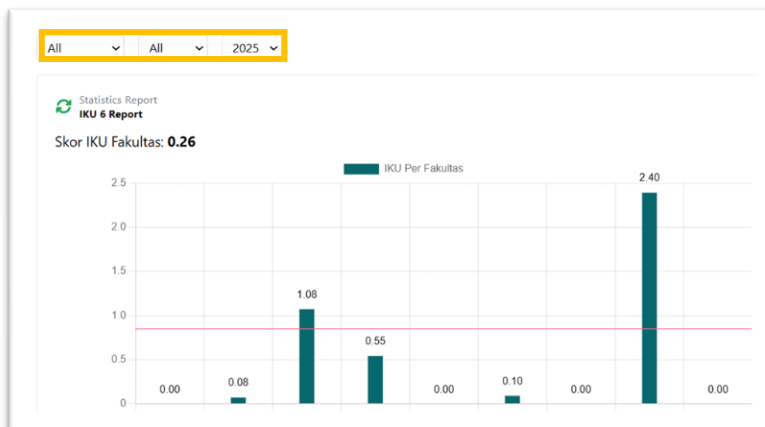 All All 2025
Statistics Report
IKU 6 Report
Skor IKU Fakultas: 0.26
IKU Per Fakultas
2.5
2.0
1.5
1.0
0.5
0
0.00 0.08 1.08 0.55 0.00 0.10 0.00 2.40 0.00